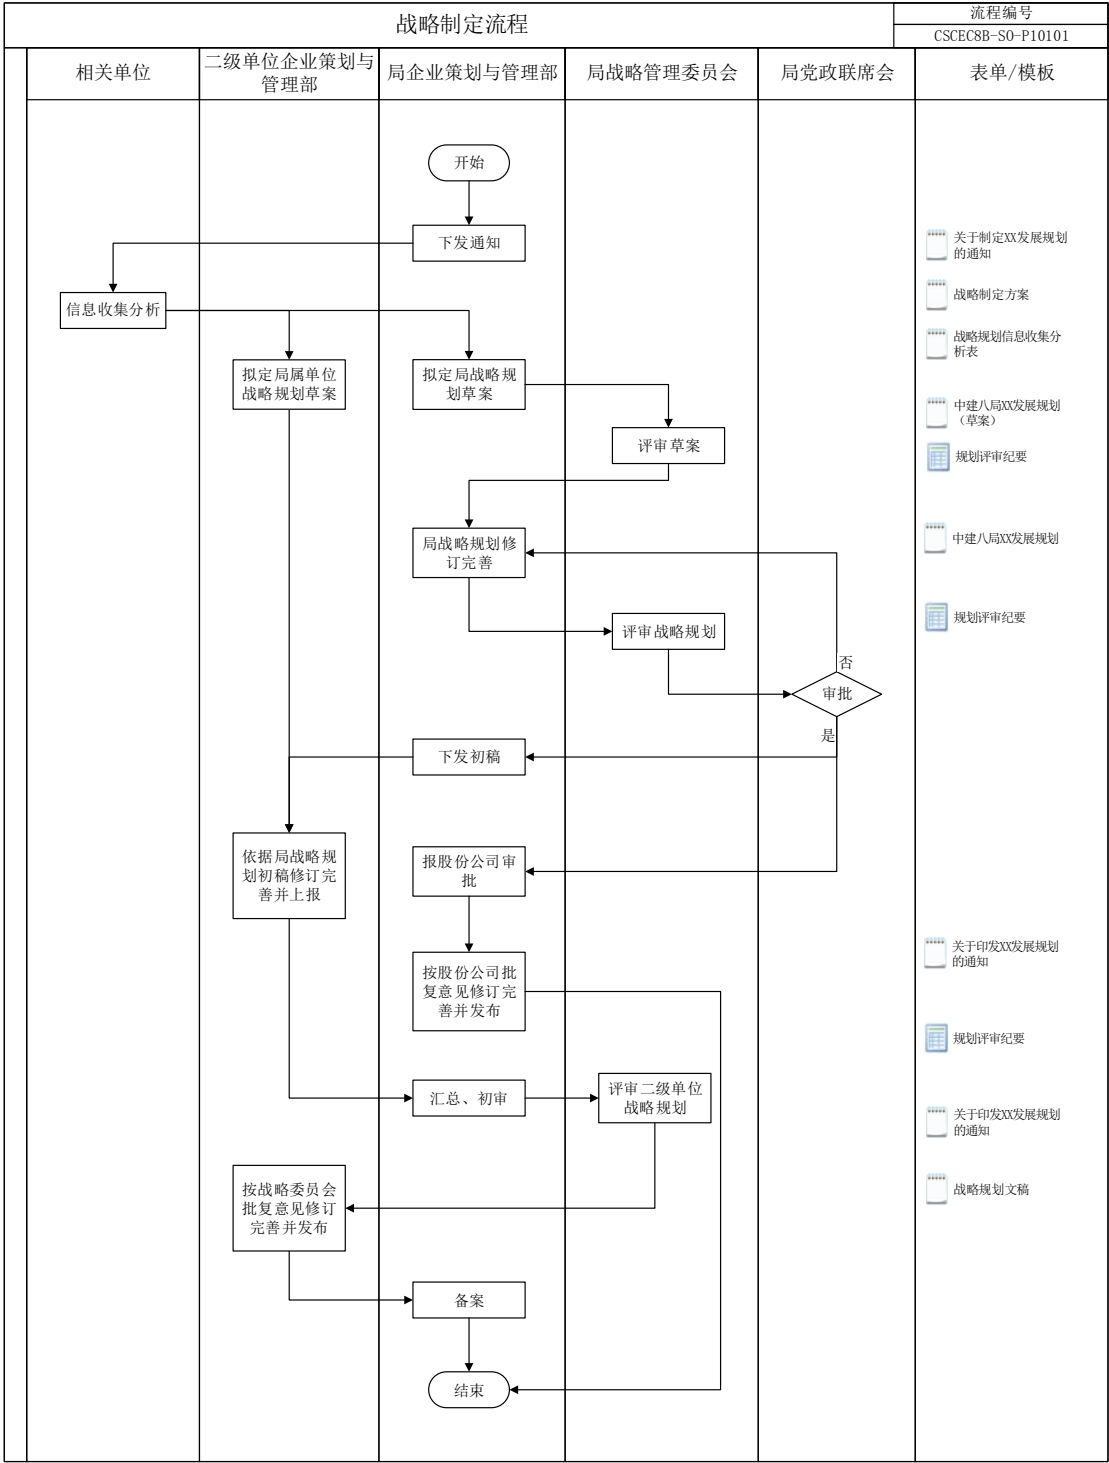 战略制定流程
流程编号
CSCEC8B-SO-P10101
相关单位
二级单位企业策划与
管理部
局企业策划与管理部
局战略管理委员会
局党政联席会
表单/模板
开始
下发通知
关于制定XX发展规划
的通知
信息收集分析
战略制定方案
战略规划信息收集分
析表
拟定局属单位
战略规划草案
拟定局战略规
划草案
中建八局XX发展规划
（草案）
评审草案
规划评审纪要
局战略规划修
订完善
中建八局XX发展规划
评审战略规划
规划评审纪要
否
审批
是
下发初稿
依据局战略规
划初稿修订完
善并上报
报股份公司审
批
关于印发XX发展规划
的通知
按股份公司批
复意见修订完
善并发布
规划评审纪要
汇总、初审
评审二级单位
战略规划
关于印发XX发展规划
的通知
按战略委员会
批复意见修订
完善并发布
战略规划文稿
备案
结束